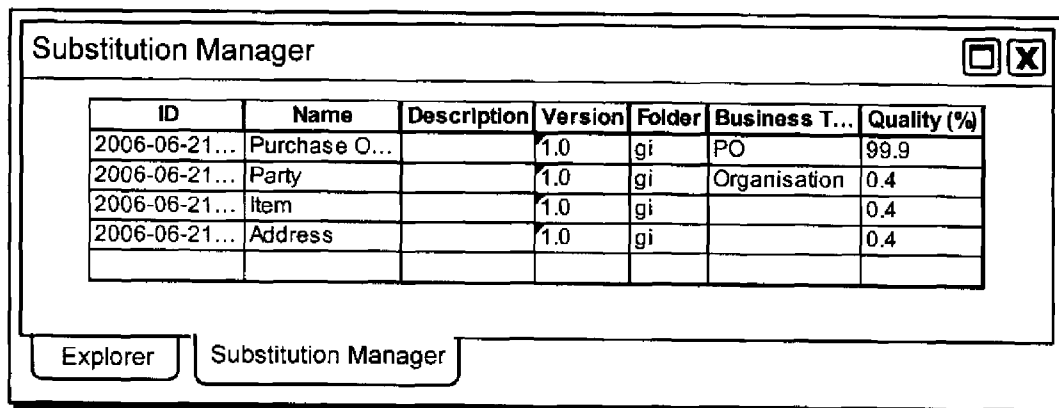 Substitution Manager
ID Name Description Version Folder Business T... Quality (%)
2006-06-21... Purchase O... 1.0 gi PO 99.9
2006-06-21... Party 1.0 gi Organisation 0.4
2006-06-21... Item 1.0 gi 0.4
2006-06-21... Address 1.0 gi 0.4
Explorer Substitution Manager